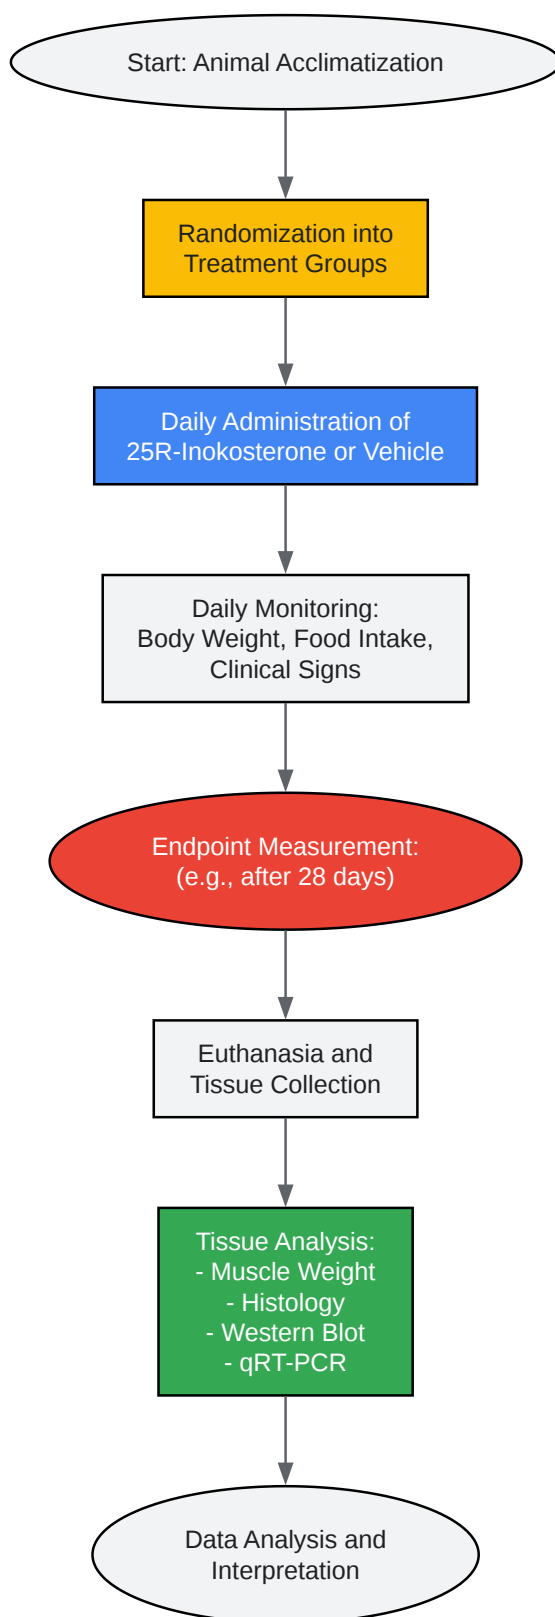 Start: Animal Acclimatization
Randomization into
Treatment Groups
Daily Administration of
25R-Inokosterone or Vehicle
Daily Monitoring:
Body Weight, Food Intake,
Clinical Signs
Endpoint Measurement:
(e.g., after 28 days)
Euthanasia and
Tissue Collection
Tissue Analysis:
- Muscle Weight
- Histology
- Western Blot
- qRT-PCR
Data Analysis and
Interpretation